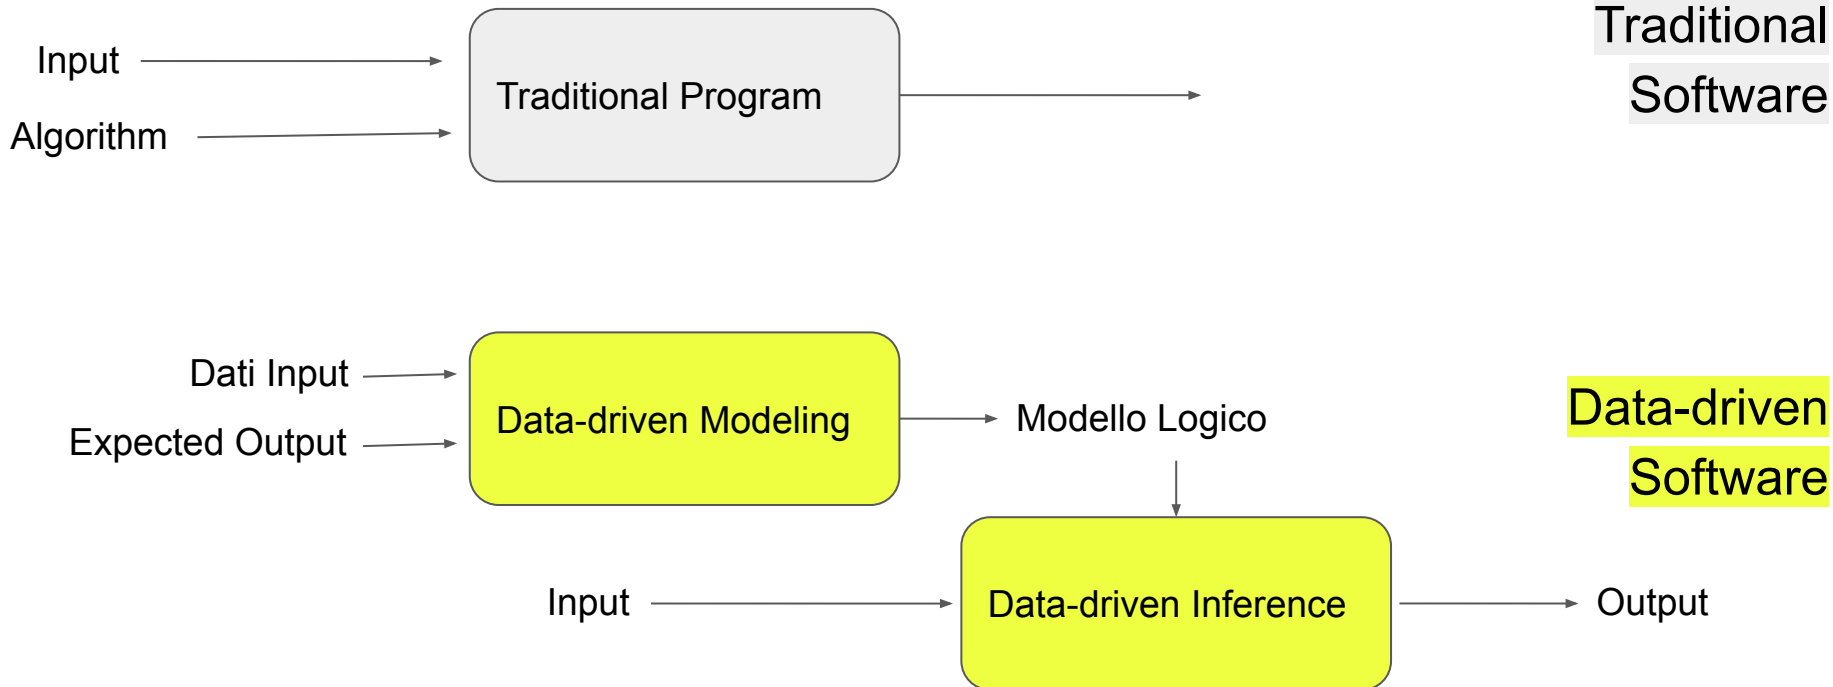 Input
Algorithm
Traditional Program
Traditional
Software
Dati Input
Expected Output
Data-driven Modeling
Modello Logico
Data-driven
Software
Input
Data-driven Inference
Output